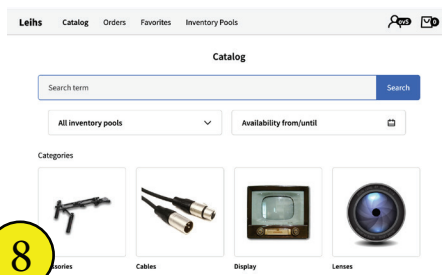 Leihs Catalog Orders Favorites Inventory Pools 0
Catalog
Search term Search
All inventory pools Availability from/until
Categories
Cables Display Lenses
8